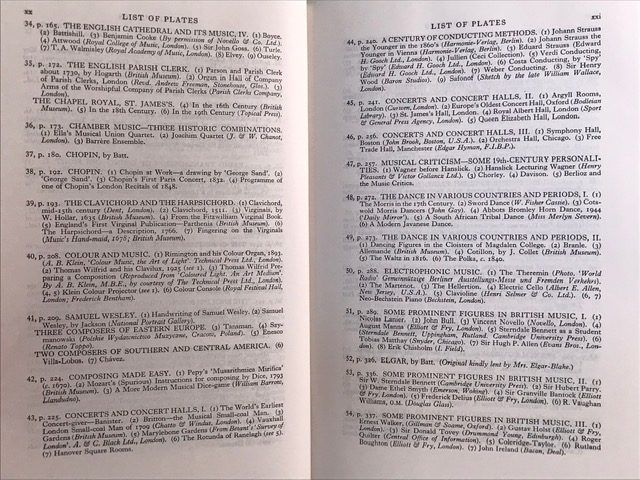 xx
LIST OF PLATES
34, p. 165. THE ENGLISH CATHEDRAL AND ITS MUSIC, IV. (1) Boyce.
(2) Battishill. (3) Benjamin Cooke (By permission of Novello & Co. Ltd.).
(4) Attwood (Royal College of Music, London). (5) Sir John Goss. (6) Turle.
(7) T. A. Walmisley (Royal Academy of Music, London). (8) Elvey. (9) Ouseley.
35, p. 172. THE ENGLISH PARISH CLERK. (1) Parson and Parish Clerk
about 1730, by Hogarth (British Museum). (2) Organ in Hall of Company
of Parish Clerks, London (Reed. Andrews Freeman, Stonehouse, Glos.). (3)
Arms of the Worshipful Company of Parish Clerks (Parish Clerks Company,
London).
THE CHAPEL ROYAL, ST. JAMES'S. (4) In the 16th Century (British
Museum). (5) In the 18th Century. (6) In the 19th Century (Topical Press).
36, p. 173. CHAMBER MUSIC—THREE HISTORIC COMBINATIONS.
(1) Ella's Musical Union Quartet. (2) Joachim Quartet (J. & W. Chanot,
London). (3) Barrère Ensemble.
37, p. 180. CHOPIN, by Batt.
38, p. 192. CHOPIN. (1) Chopin at Work—a drawing by 'George Sand'. (2)
'George Sand'. (3) Chopin's First Paris Concert, 1832. (4) Programme of
one of Chopin's London Recitals of 1848.
39, p. 193. THE CLAVICHORD AND THE HARPSICHORD. (1) Clavichord,
mid-15th century (Dent, London). (2) Clavichord, 1511. (3) Virginals, by
W. Hollar, 1635 (British Museum). (4) From the Fitzwilliam Virginal Book.
(5) England's First Virginal Publication—Parthenia (British Museum). (6)
The Harpsichord—a Description, 1766. (7) Fingering on the Virginals
(Music's Hand-maid, 1678; British Museum).
40, p. 208. COLOUR AND MUSIC. (1) Rimington and his Colour Organ, 1893.
(A. B. Klein, 'Colour Music, the Art of Light'. Technical Press Ltd., London).
(2) Thomas Wilfrid and his Clavilux, 1925 (see 1). (3) Thomas Wilfrid Pre-
paring a Composition (Reproduced from 'Coloured Light, An Art Medium'.
By A. B. Klein, M.B.E., by courtesy of The Technical Press Ltd., London).
(4, 5) Klein Colour Projector (see 1). (6) Colour Console (Royal Festival Hall,
London; Frederick Bentham).
41, p. 209. SAMUEL WESLEY. (1) Handwriting of Samuel Wesley. (2) Samuel
Wesley, by Jackson (National Portrait Gallery).
THREE COMPOSERS OF EASTERN EUROPE. (3) Tansman. (4) Szy-
manowski (Polskie Wydawnictwo Muzyczne, Cracow, Poland). (5) Enesco
(Renato Toppo).
TWO COMPOSERS OF SOUTHERN AND CENTRAL AMERICA. (6)
Villa-Lobos. (7) Chávez.
42, p. 224. COMPOSING MADE EASY. (1) Pepy's 'Musarithmica Mirifica'
(c. 1670). (2) Mozart's (Spurious) Instructions for composing by Dice, 1793
(British Museum). (3) A More Modern Musical Dice-game (William Barrow,
Llandudno).
43, p. 225. CONCERTS AND CONCERT HALLS, I. (1) The World's Earliest
Concert-giver—Banister. (2) Britton—the Musical Small-coal Man. (3)
London Small-coal Man of 1709 (Chatto & Windus, London). (4) Vauxhall
Gardens (British Museum). (5) Marylebone Gardens (From Besant's 'Survey of
London'. A. & C. Black Ltd., London). (6) The Rotunda of Ranelagh (see 5).
(7) Hanover Square Rooms.
LIST OF PLATES
xxi
44, p. 240. A CENTURY OF CONDUCTING METHODS. (1) Johann Strauss
the Younger in the 1860's (Harmonie-Verlag, Berlin). (2) Johann Strauss the
Younger in Vienna (Harmonie-Verlag, Berlin). (3) Eduard Strauss (Edward
H. Gooch Ltd., London). (4) Jullien (Ceci Collection). (5) Verdi Conducting,
by 'Spy' (Edward H. Gooch Ltd., London). (6) Costa Conducting, by 'Spy'
(Edward H. Gooch Ltd., London). (7) Weber Conducting. (8) Sir Henry
Wood (Baron Studios). (9) Safonof (Sketch by the late William Wallace,
London).
45, p. 241. CONCERTS AND CONCERT HALLS, II. (1) Argyll Rooms,
London (Curzon, London). (2) Europe's Oldest Concert Hall, Oxford (Bodleian
Library). (3) St. James's Hall, London. (4) Royal Albert Hall, London (Sport
& General Press Agency, London). (5) Queen Elizabeth Hall, London.
46, p. 256. CONCERTS AND CONCERT HALLS, III. (1) Symphony Hall,
Boston (John Brook, Boston, U.S.A.). (2) Orchestra Hall, Chicago. (3) Free
Trade Hall, Manchester (Edgar Hyman, F.I.B.P.).
47, p. 257. MUSICAL CRITICISM—SOME 19TH-CENTURY PERSONALI-
TIES. (1) Wagner before Hanslick. (2) Hanslick Lecturing Wagner (Henry
Pleasants & Victor Gollancz Ltd.). (3) Chorley. (4) Davison. (5) Berlioz and
the Music Critics.
48, p. 272. THE DANCE IN VARIOUS COUNTRIES AND PERIODS, I. (1)
The Morris in the 17th Century. (2) Sword Dance (W. Fisher Cassie). (3) Cots-
wold Morris Dancers (John Gay). (4) Abbots Bromley Horn Dance, 1944
('Daily Mirror'). (5) A South African Tribal Dance (Miss Merlyn Severn).
(6) A Modern Javanese Dance.
49, p. 273. THE DANCE IN VARIOUS COUNTRIES AND PERIODS, II.
(1) Dancing Figures in the Cloisters of Magdalen College. (2) Branle. (3)
Allemande (British Museum). (4) Cotillon, by J. Collet (British Museum).
(5) The Waltz in 1816. (6) The Polka, c. 1840.
50, p. 288. ELECTROPHONIC MUSIC. (1) The Theremin (Photo. 'World
Radio' Gemeinnützige Berliner Austellungs-Messe und Fremden Verkehrs).
(2) The Martenot. (3) The Hellertion. (4) Electric Cello (Albert E. Allen,
New Jersey, U.S.A.). (5) Clavioline (Henri Selmer & Co. Ltd.). (6, 7)
Neo-Bechstein Piano (Bechstein, London).
51, p. 289. SOME PROMINENT FIGURES IN BRITISH MUSIC, I. (1)
Nicolas Lanier. (2) John Bull. (3) Vincent Novello (Novello, London). (4)
August Manns (Elliott & Fry, London). (5) Sterndale Bennett as a Student
(Sterndale Bennett, Uppingham, Rutland. Cambridge University Press). (6)
Tobias Matthay (Snyder, Chicago). (7) Sir Hugh P. Allen (Evans Bros., Lon-
don). (8) Erik Chisholm (I. Field).
52, p. 326. ELGAR, by Batt. (Original kindly lent by Mrs. Elgar-Blake.)
53, p. 336. SOME PROMINENT FIGURES IN BRITISH MUSIC, II. (1)
Sir W. Sterndale Bennett (Cambridge University Press). (2) Sir Hubert Parry.
(3) Dame Ethel Smyth (Emerson, Woking). (4) Sir Granville Bantock (Elliott
& Fry, London). (5) Frederick Delius (Elliott & Fry, London). (6) R. Vaughan
Williams, O.M. (Douglas Glass).
54, p. 337. SOME PROMINENT FIGURES IN BRITISH MUSIC, III. (1)
Ernest Walker (Gillman & Soame, Oxford). (2) Gustav Holst (Elliott & Fry,
London). (3) Sir Donald Tovey (Drummond Young, Edinburgh). (4) Roger
Quilter (Central Office of Information). (5) Coleridge-Taylor. (6) Rutland
Boughton (Elliott & Fry, London). (7) John Ireland (Bacon, Deal).